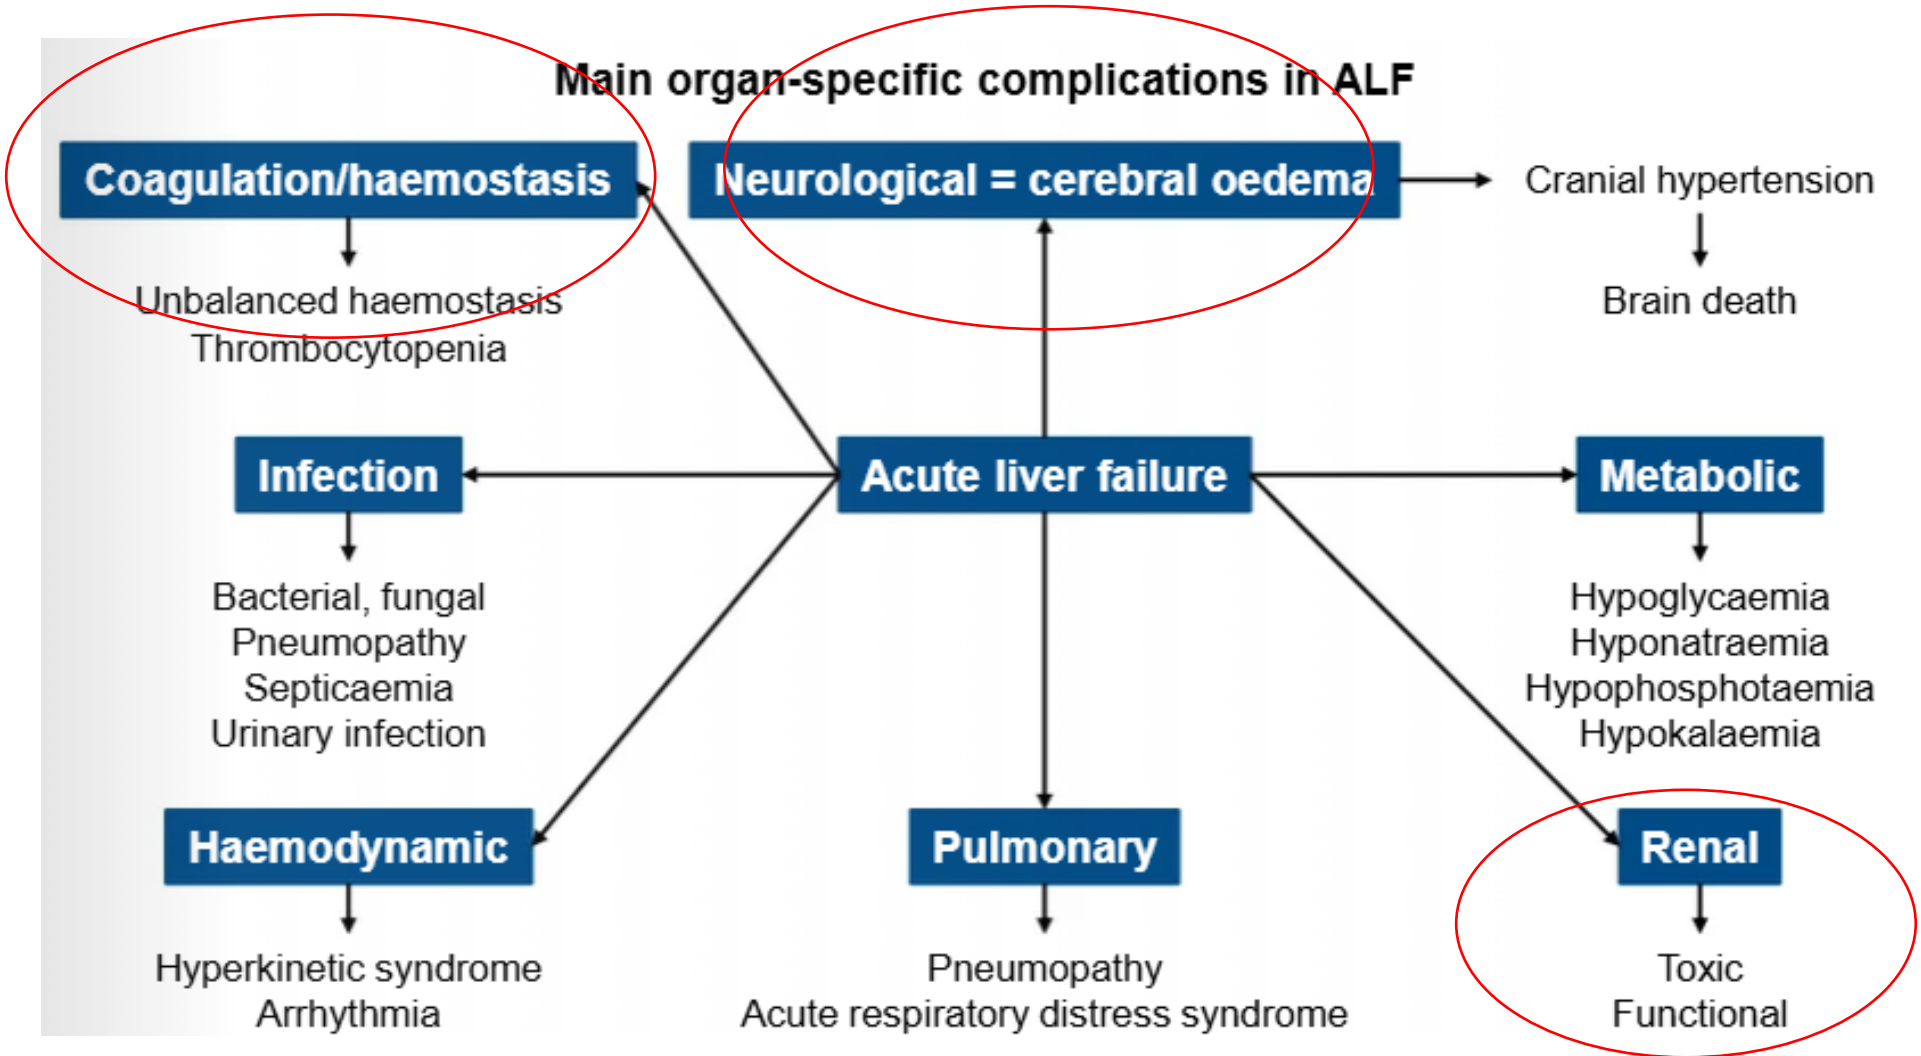 Main organ-specific complications in ALF
Coagulation/haemostasis
Unbalanced haemostasis
Thrombocytopenia
Neurological = cerebral oedema
Cranial hypertension
Brain death
Infection
Bacterial, fungal
Pneumopathy
Septicaemia
Urinary infection
Acute liver failure
Metabolic
Hypoglycaemia
Hyponatraemia
Hypophosphotaemia
Hypokalaemia
Haemodynamic
Hyperkinetic syndrome
Arrhythmia
Pulmonary
Pneumopathy
Acute respiratory distress syndrome
Renal
Toxic
Functional